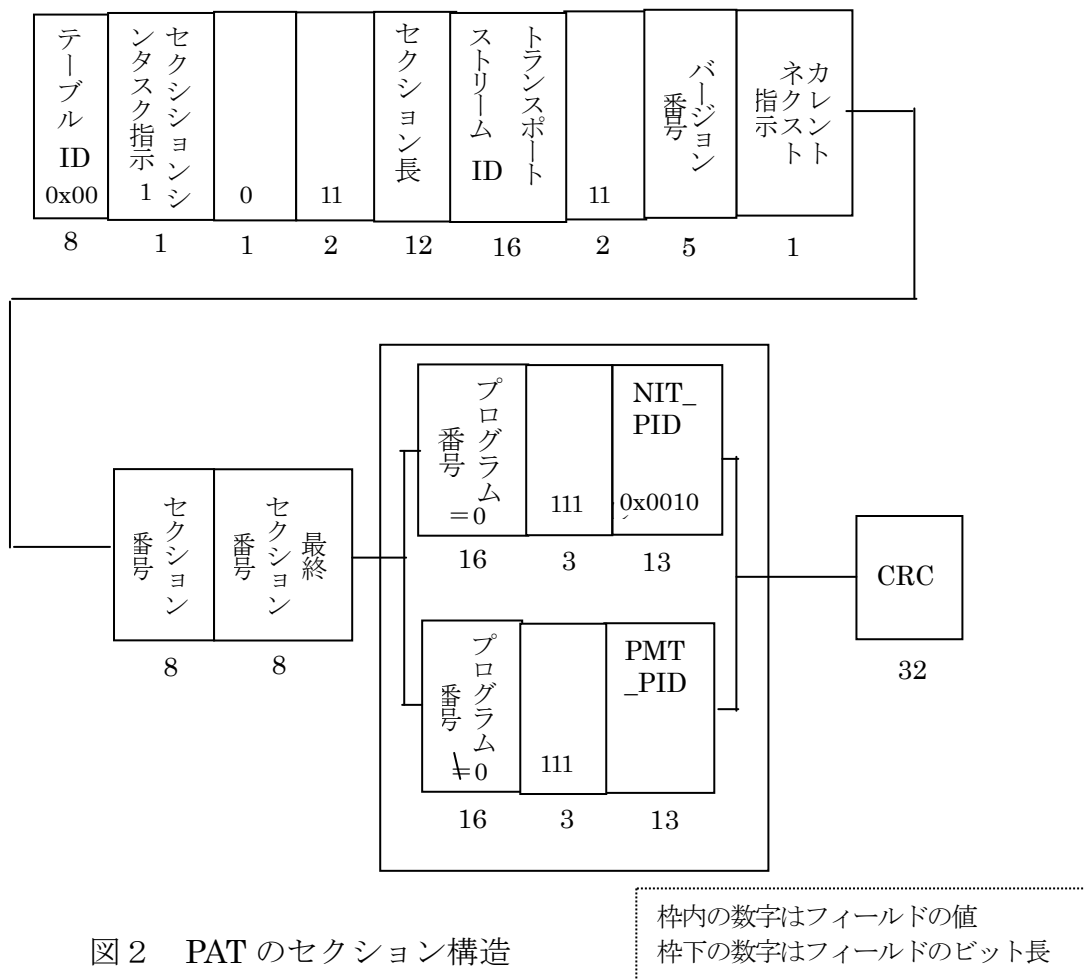 テーブル
ID
0x00
セクションシ
ンタスク指示
1
0
11
セクション長
トランスポート
ストリーム
ID
11
バージョン
番号
カレント
ネクスト
指示
8
1
1
2
12
16
2
5
1
セクション
番号
最終
セクション
番号
8
8
プログラム
番号
=0
111
NIT_
PID
0x0010
16
3
13
プログラム
番号
≠0
111
PMT
_PID
16
3
13
CRC
32
枠内の数字はフィールドの値
枠下の数字はフィールドのビット長
図2 PAT のセクション構造